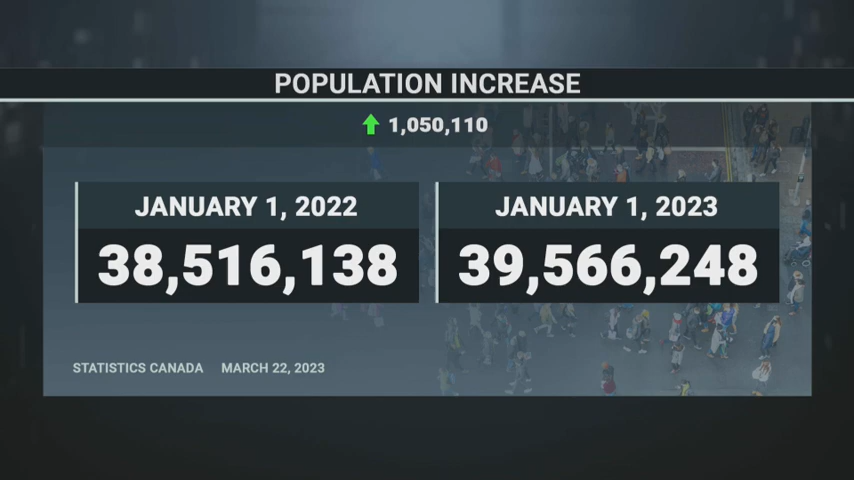 POPULATION INCREASE
1,050,110
JANUARY 1, 2022
38,516,138
JANUARY 1, 2023
39,566,248
STATISTICS CANADA MARCH 22, 2023